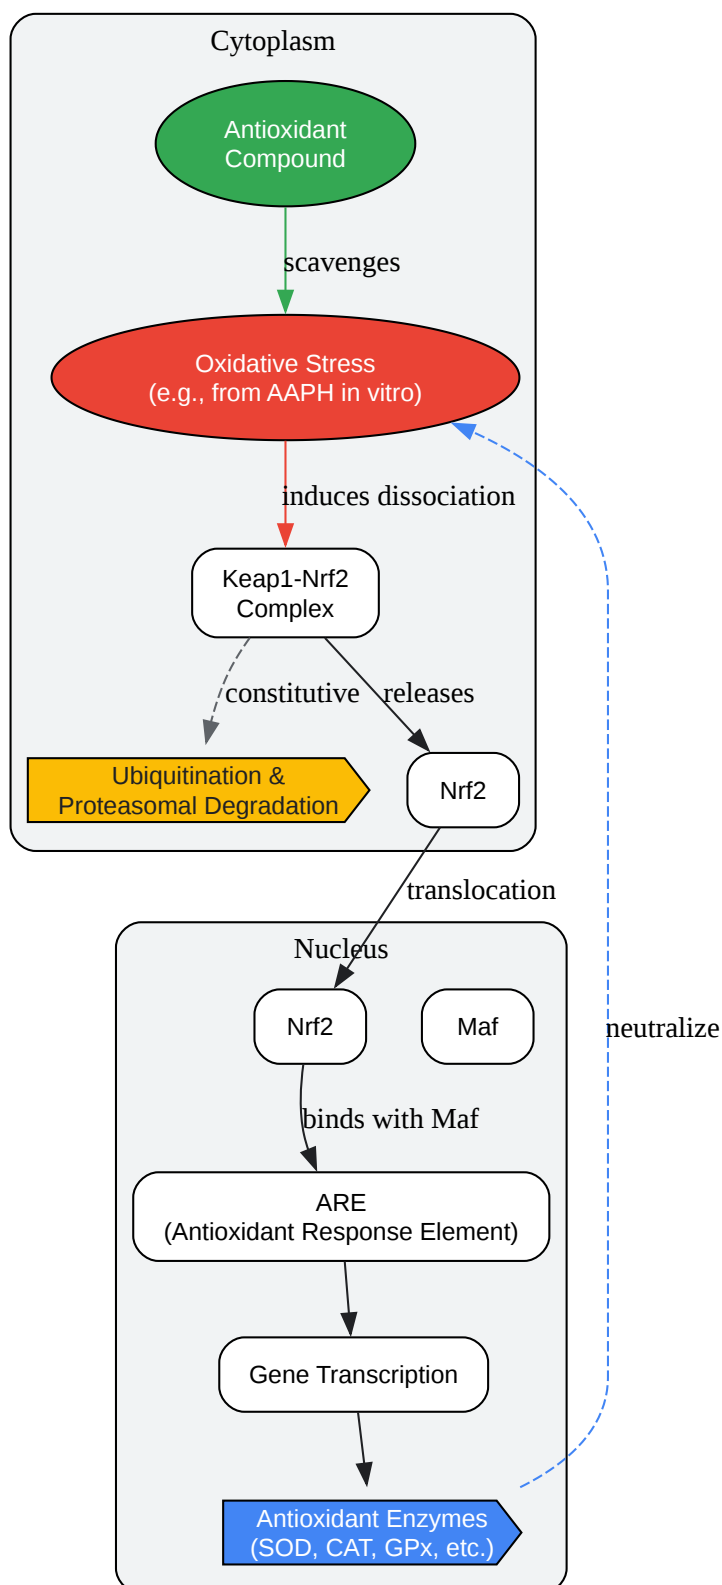 Cytoplasm
Antioxidant
Compound
scavenges
Oxidative Stress
(e.g., from AAPH in vitro)
induces dissociation
Keap1-Nrf2
Complex
constitutive
releases
Ubiquitination &
Proteasomal Degradation
Nrf2
translocation
Nucleus
Nrf2
Maf
neutralize
binds with Maf
ARE
(Antioxidant Response Element)
Gene Transcription
Antioxidant Enzymes
(SOD, CAT, GPx, etc.)